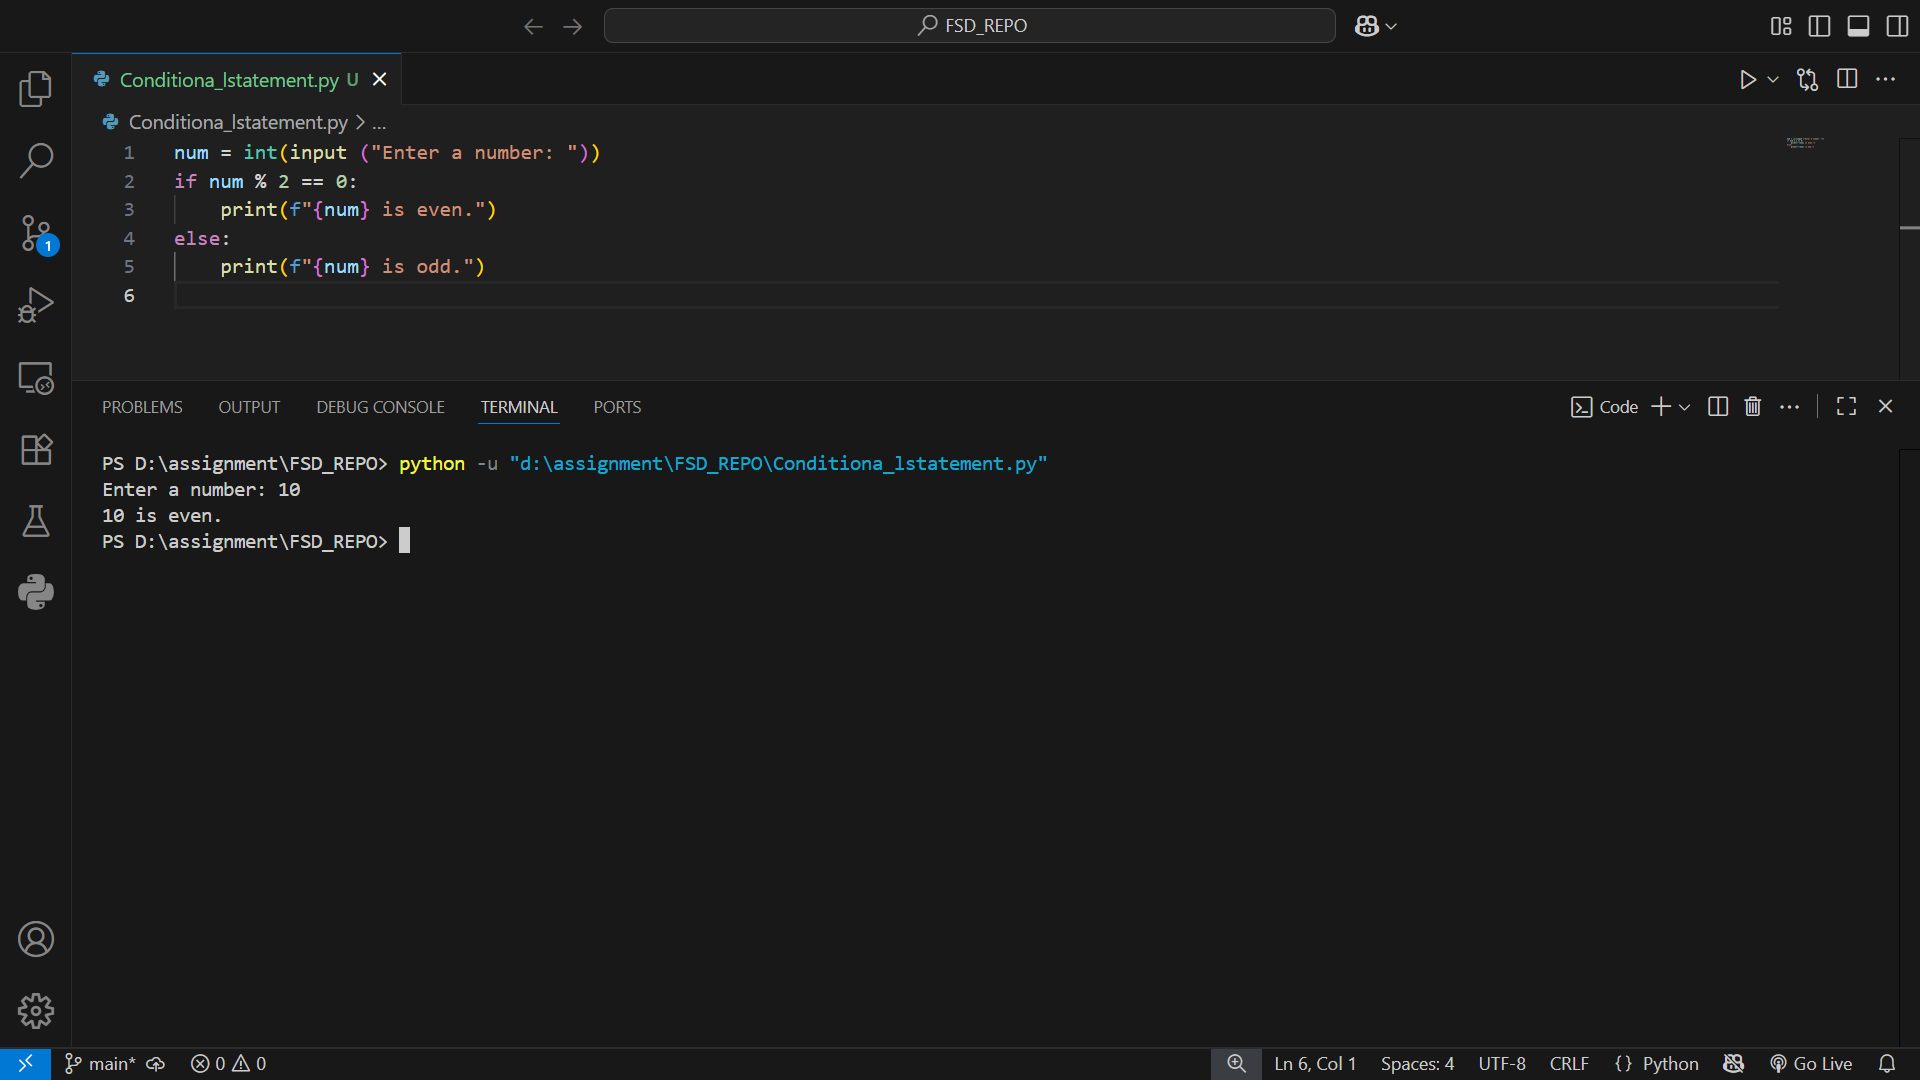 FSD_REPO
Conditiona_lstatement.py U
Conditiona_lstatement.py > ...
1 num = int(input ("Enter a number: "))
2 if num % 2 == 0:
3     print(f"{num} is even.")
4 else:
5     print(f"{num} is odd.")
6
1
PROBLEMS OUTPUT DEBUG CONSOLE TERMINAL PORTS Code
PS D:\assignment\FSD_REPO> python -u "d:\assignment\FSD_REPO\Conditiona_lstatement.py"
Enter a number: 10
10 is even.
PS D:\assignment\FSD_REPO>
main* 0 0 Ln 6, Col 1 Spaces: 4 UTF-8 CRLF {} Python Go Live